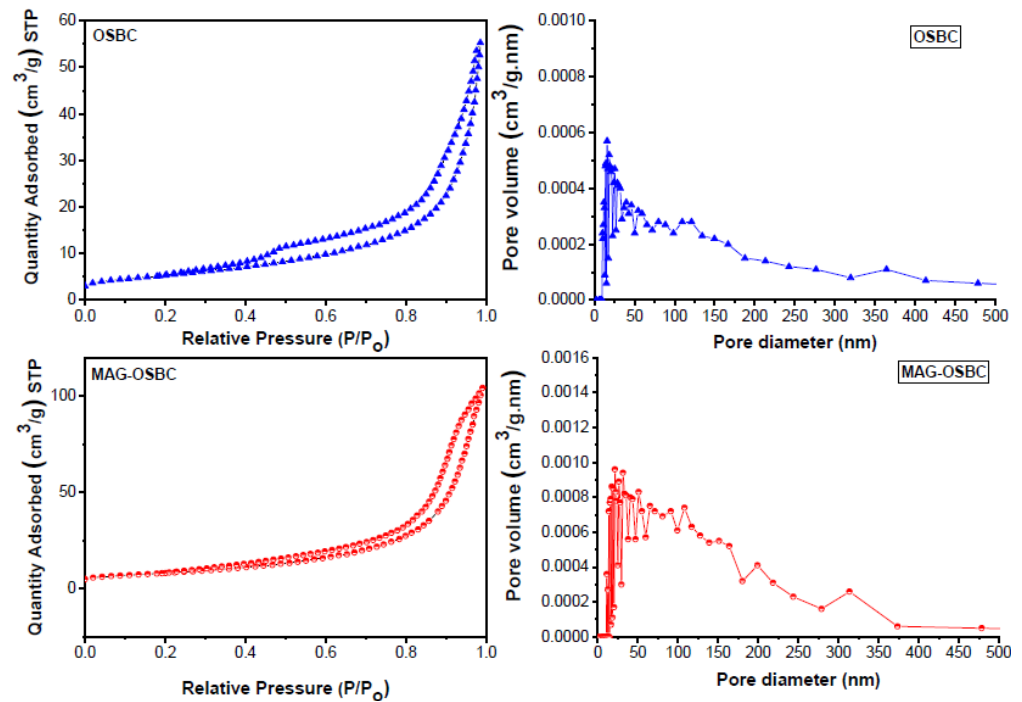 OSBC
Quantity Adsorbed (cm³/g) STP
60
50
40
30
20
10
0
0.0 0.2 0.4 0.6 0.8 1.0
Relative Pressure (P/Po)
OSBC
Pore volume (cm³/g.nm)
0.0010
0.0008
0.0006
0.0004
0.0002
0.0000
0 50 100 150 200 250 300 350 400 450 500
Pore diameter (nm)
MAG-OSBC
Quantity Adsorbed (cm³/g) STP
100
50
0
0.0 0.2 0.4 0.6 0.8 1.0
Relative Pressure (P/Po)
MAG-OSBC
Pore volume (cm³/g.nm)
0.0016
0.0014
0.0012
0.0010
0.0008
0.0006
0.0004
0.0002
0.0000
0 50 100 150 200 250 300 350 400 450 500
Pore diameter (nm)